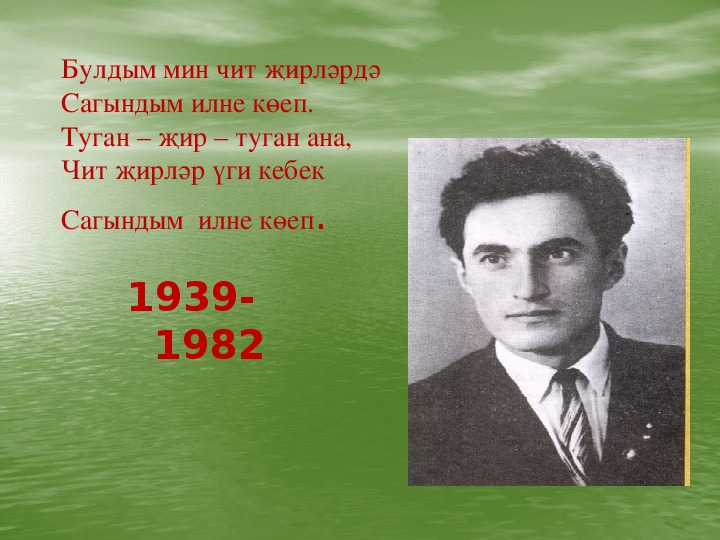 Булдым мин чит җирләрдә
Сагындым илне көеп.
Туган – җир – туган ана,
Чит җирләр үги кебек
Сагындым илне көеп.
1939-
1982